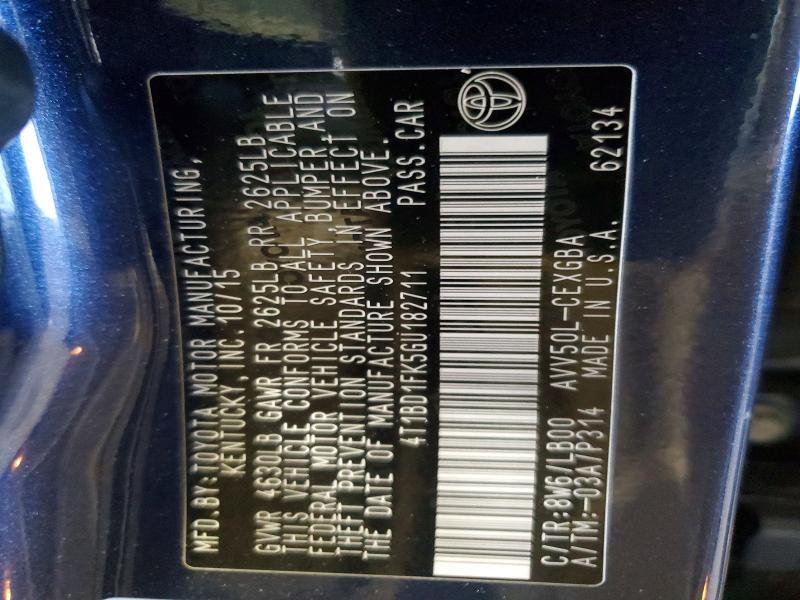 MFD.BY:TOYOTA MOTOR MANUFACTURING,
KENTUCKY, INC. 10/15
GVWR 4630LB GAWR FR 2625LB RR 2625LB
THIS VEHICLE CONFORMS TO ALL APPLICABLE
FEDERAL MOTOR VEHICLE SAFETY, BUMPER, AND
THEFT PREVENTION STANDARDS IN EFFECT ON
THE DATE OF MANUFACTURE SHOWN ABOVE.
4T1BD1FK5GU182711 PASS.CAR
C/TR:8W6/LB00 AVV50L-CEXGBA
A/TM:-03A/P314 MADE IN U.S.A. 62134